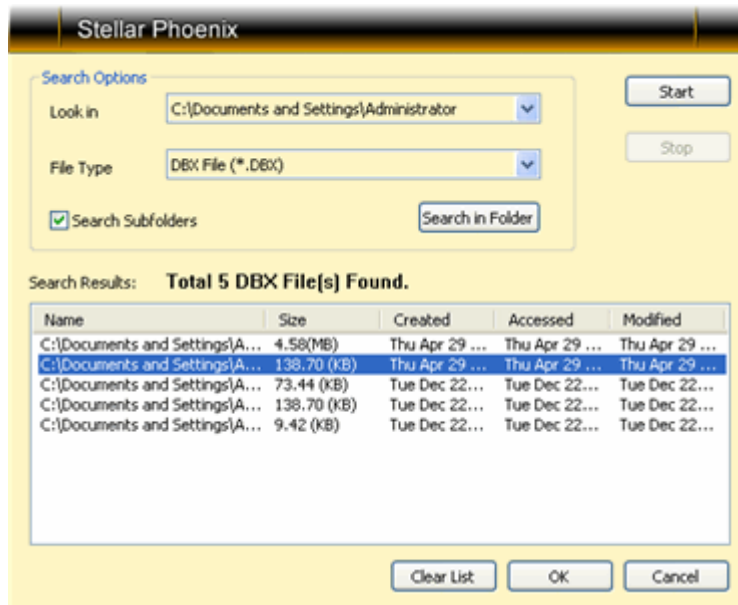 Stellar Phoenix
Search Options
Look in C:\Documents and Settings\Administrator
Start
File Type DBX File (*.DBX)
Stop
Search Subfolders Search in Folder
Search Results: Total 5 DBX File(s) Found.
Name Size Created Accessed Modified
C:\Documents and Settings\A... 4.58(MB) Thu Apr 29 ... Thu Apr 29 ... Thu Apr 29 ...
C:\Documents and Settings\A... 138.70 (KB) Thu Apr 29 ... Thu Apr 29 ... Thu Apr 29 ...
C:\Documents and Settings\A... 73.44 (KB) Tue Dec 22... Tue Dec 22... Tue Dec 22...
C:\Documents and Settings\A... 138.70 (KB) Tue Dec 22... Tue Dec 22... Tue Dec 22...
C:\Documents and Settings\A... 9.42 (KB) Tue Dec 22... Tue Dec 22... Tue Dec 22...
Clear List OK Cancel